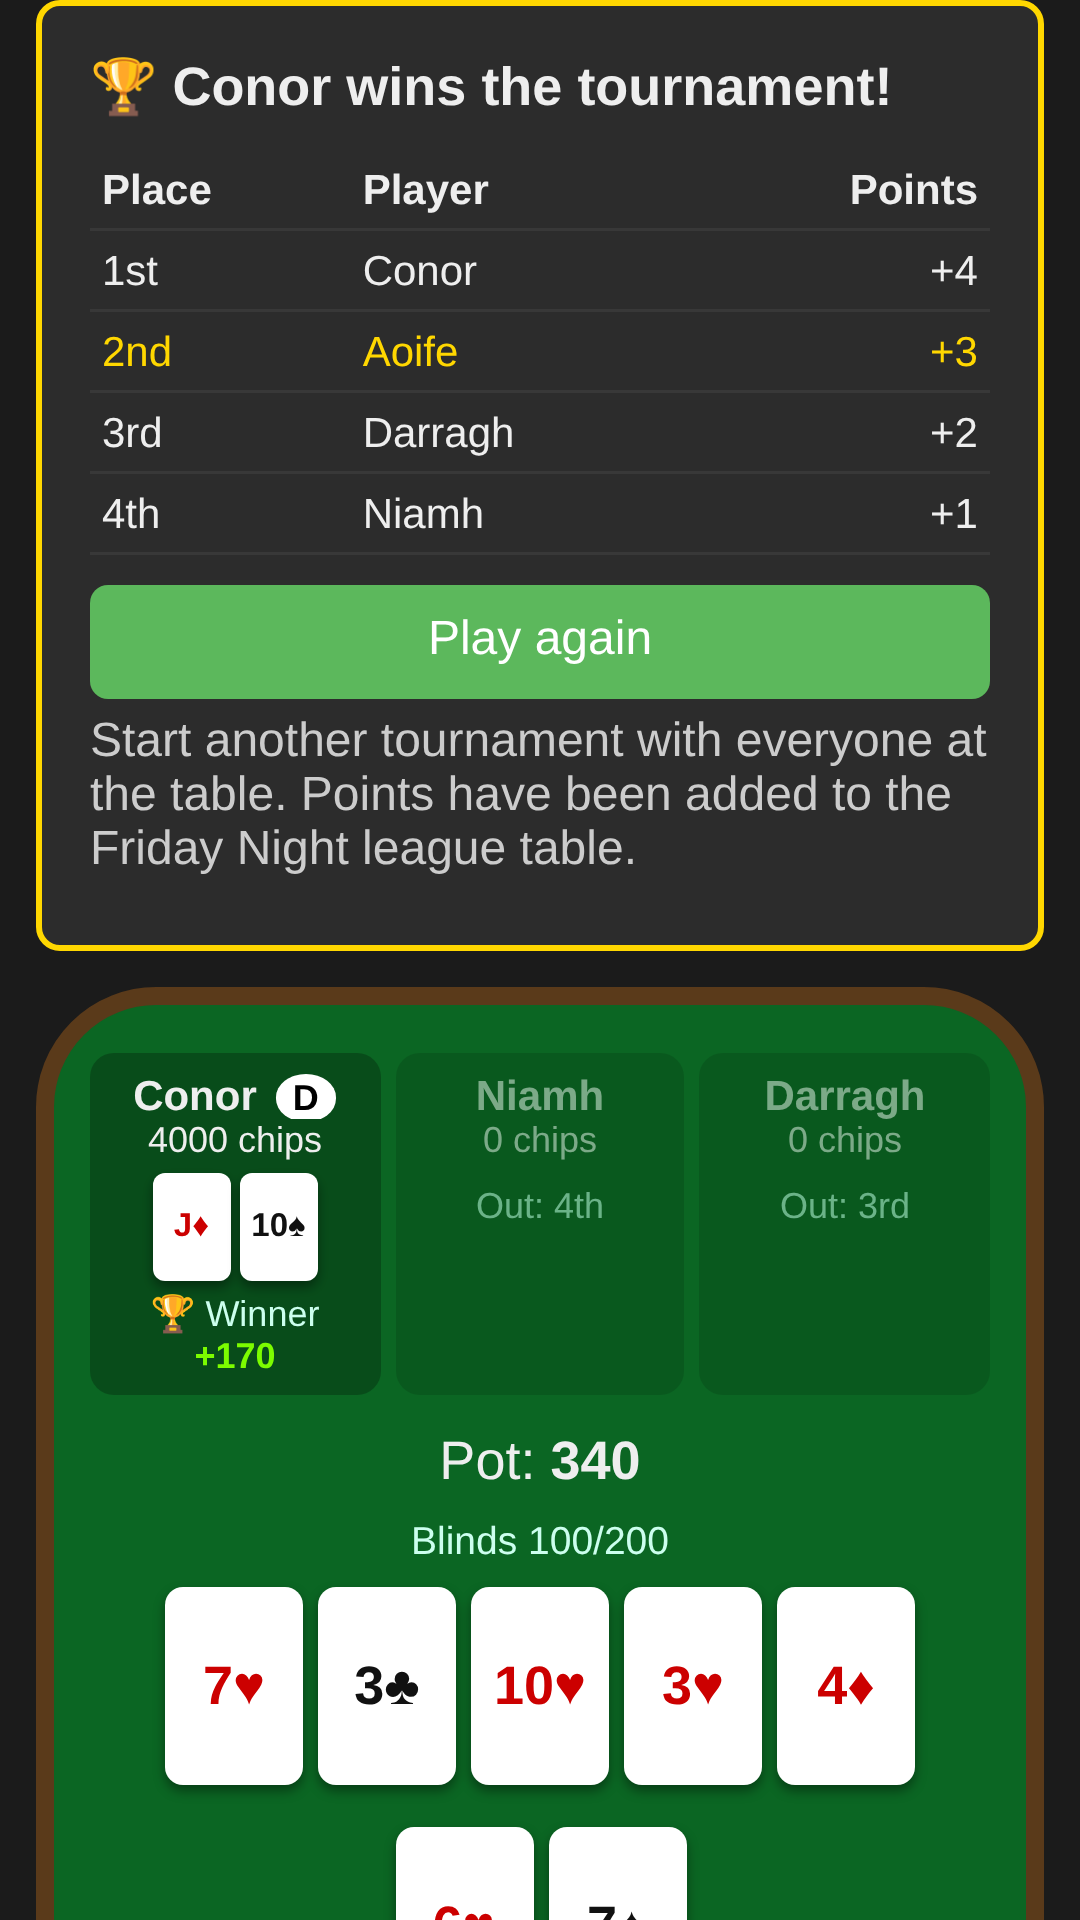 🏆 Conor wins the tournament!
Place Player Points
1st Conor +4
2nd Aoife +3
3rd Darragh +2
4th Niamh +1
Play again
Start another tournament with everyone at
the table. Points have been added to the
Friday Night league table.
Conor D
4000 chips
J♦ 10♠
🏆 Winner
+170
Niamh
0 chips
Out: 4th
Darragh
0 chips
Out: 3rd
Pot: 340
Blinds 100/200
7♥ 3♣ 10♥ 3♥ 4♦